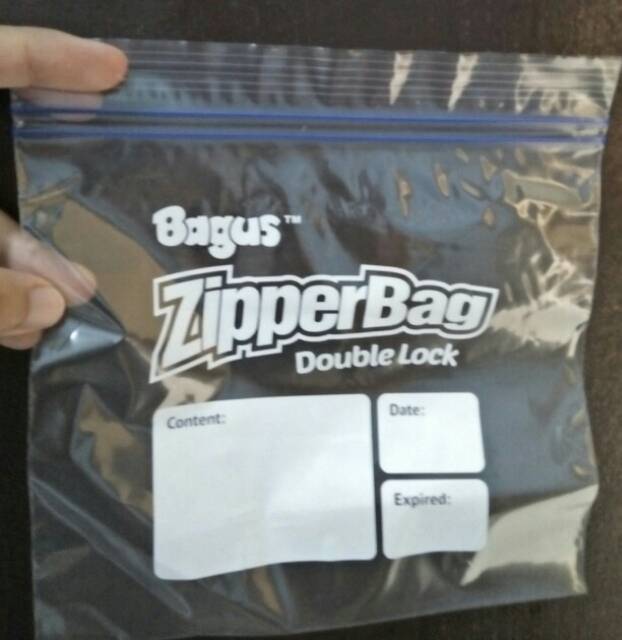 Bagus™
ZipperBag
Double Lock
Content:
Date:
Expired: